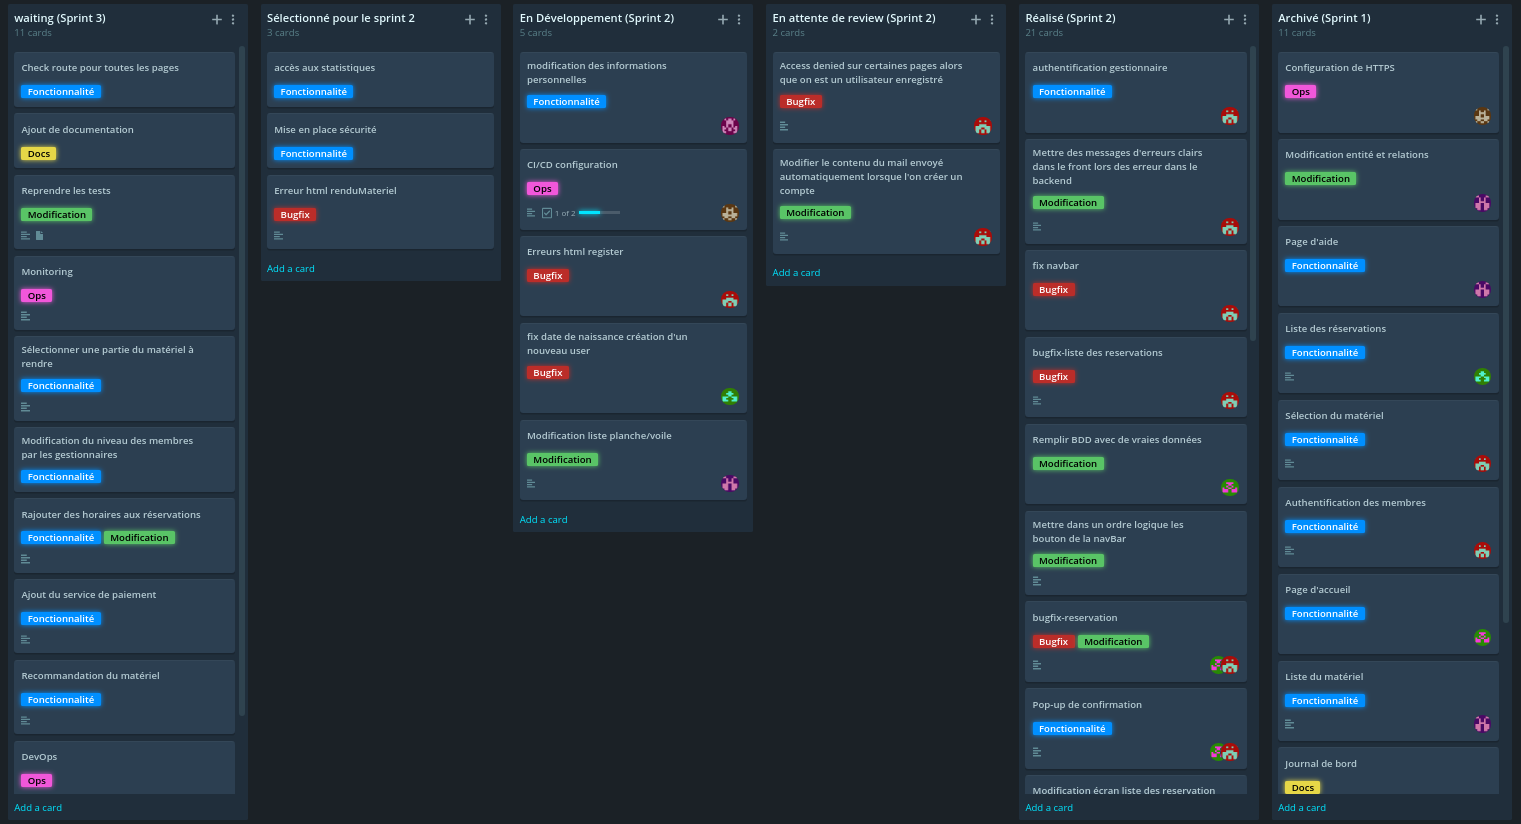 waiting (Sprint 3)
11 cards
Check route pour toutes les pages
Fonctionnalité
Ajout de documentation
Docs
Reprendre les tests
Modification
Monitoring
Ops
Sélectionner une partie du matériel à
rendre
Fonctionnalité
Modification du niveau des membres
par les gestionnaires
Fonctionnalité
Rajouter des horaires aux réservations
Fonctionnalité Modification
Ajout du service de paiement
Fonctionnalité
Recommandation du matériel
Fonctionnalité
DevOps
Ops
Add a card
Sélectionné pour le sprint 2
3 cards
accès aux statistiques
Fonctionnalité
Mise en place sécurité
Fonctionnalité
Erreur html renduMateriel
Bugfix
Add a card
En Développement (Sprint 2)
5 cards
modification des informations
personnelles
Fonctionnalité
CI/CD configuration
Ops
1 of 2
Erreurs html register
Bugfix
fix date de naissance création d'un
nouveau user
Bugfix
Modification liste planche/voile
Modification
Add a card
En attente de review (Sprint 2)
2 cards
Access denied sur certaines pages alors
que on est un utilisateur enregistré
Bugfix
Modifier le contenu du mail envoyé
automatiquement lorsque l'on créer un
compte
Modification
Add a card
Réalisé (Sprint 2)
21 cards
authentification gestionnaire
Fonctionnalité
Mettre des messages d'erreurs clairs
dans le front lors des erreur dans le
backend
Modification
fix navbar
Bugfix
bugfix-liste des reservations
Bugfix
Remplir BDD avec de vraies données
Modification
Mettre dans un ordre logique les
bouton de la navBar
Modification
bugfix-reservation
Bugfix Modification
Pop-up de confirmation
Fonctionnalité
Modification écran liste des reservation
Add a card
Archivé (Sprint 1)
11 cards
Configuration de HTTPS
Ops
Modification entité et relations
Modification
Page d'aide
Fonctionnalité
Liste des réservations
Fonctionnalité
Sélection du matériel
Fonctionnalité
Authentification des membres
Fonctionnalité
Page d'accueil
Fonctionnalité
Liste du matériel
Fonctionnalité
Journal de bord
Docs
Add a card